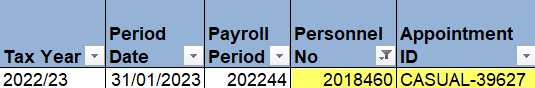 Period Payroll Personnel Appointment
Tax Year Date Period No ID
2022/23 31/01/2023 202244 2018460 CASUAL-39627